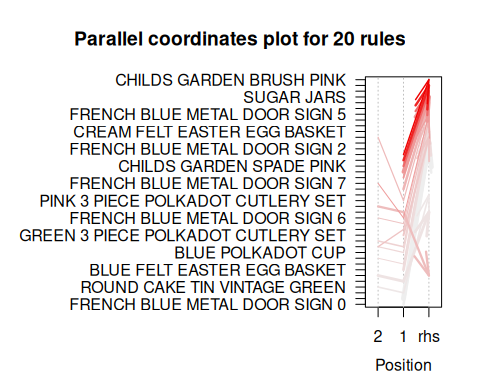 Parallel coordinates plot for 20 rules
CHILDS GARDEN BRUSH PINK
SUGAR JARS
FRENCH BLUE METAL DOOR SIGN 5
CREAM FELT EASTER EGG BASKET
FRENCH BLUE METAL DOOR SIGN 2
CHILDS GARDEN SPADE PINK
FRENCH BLUE METAL DOOR SIGN 7
PINK 3 PIECE POLKADOT CUTLERY SET
FRENCH BLUE METAL DOOR SIGN 6
GREEN 3 PIECE POLKADOT CUTLERY SET
BLUE POLKADOT CUP
BLUE FELT EASTER EGG BASKET
ROUND CAKE TIN VINTAGE GREEN
FRENCH BLUE METAL DOOR SIGN 0
2 1 rhs
Position